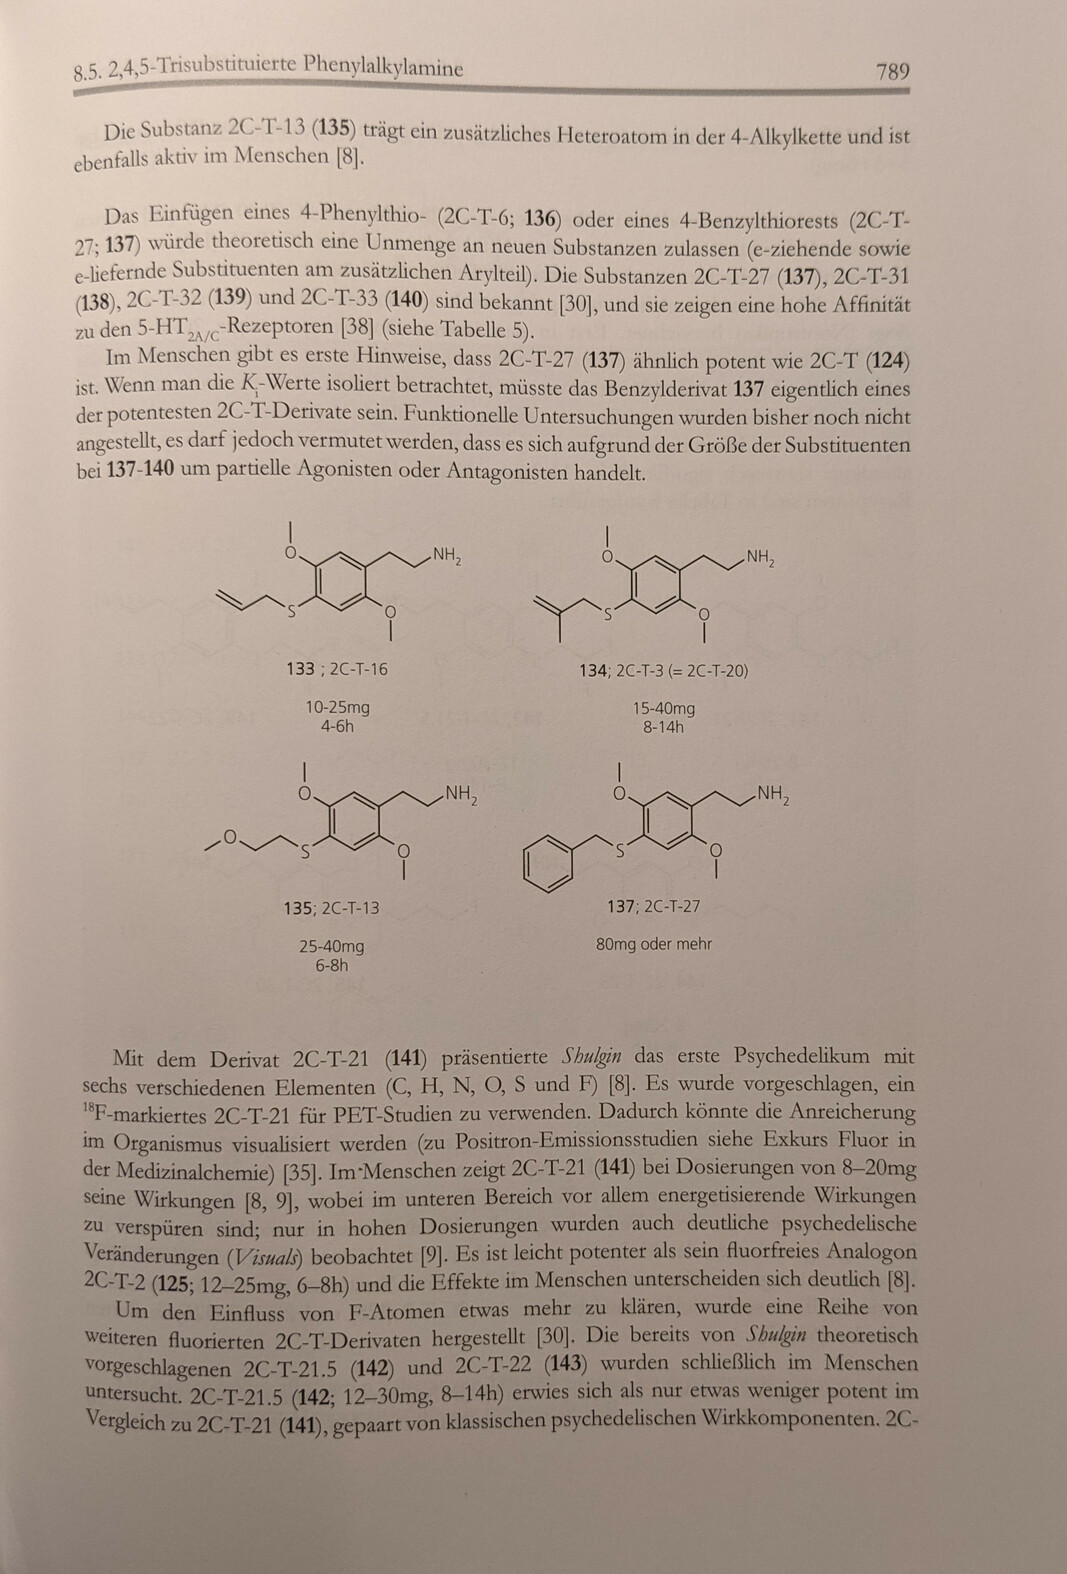 8.5. 2,4,5-Trisubstituierte Phenylalkylamine 789
Die Substanz 2C-T-13 (135) trägt ein zusätzliches Heteroatom in der 4-Alkylkette und ist
ebenfalls aktiv im Menschen [8].
Das Einfügen eines 4-Phenylthio- (2C-T-6; 136) oder eines 4-Benzylthiorests (2C-T-
27; 137) würde theoretisch eine Unmenge an neuen Substanzen zulassen (e-ziehende sowie
e-liefernde Substituenten am zusätzlichen Arylteil). Die Substanzen 2C-T-27 (137), 2C-T-31
(138), 2C-T-32 (139) und 2C-T-33 (140) sind bekannt [30], und sie zeigen eine hohe Affinität
zu den 5-HT2A/C-Rezeptoren [38] (siehe Tabelle 5).
Im Menschen gibt es erste Hinweise, dass 2C-T-27 (137) ähnlich potent wie 2C-T (124)
ist. Wenn man die Ki-Werte isoliert betrachtet, müsste das Benzylderivat 137 eigentlich eines
der potentesten 2C-T-Derivate sein. Funktionelle Untersuchungen wurden bisher noch nicht
angestellt, es darf jedoch vermutet werden, dass es sich aufgrund der Größe der Substituenten
bei 137-140 um partielle Agonisten oder Antagonisten handelt.
O NH2 S O
O NH2 S O
133 ; 2C-T-16
134; 2C-T-3 (= 2C-T-20)
10-25mg
4-6h
15-40mg
8-14h
O NH2 O S O
O NH2 S O
135; 2C-T-13
137; 2C-T-27
25-40mg
6-8h
80mg oder mehr
Mit dem Derivat 2C-T-21 (141) präsentierte Shulgin das erste Psychedelikum mit
sechs verschiedenen Elementen (C, H, N, O, S und F) [8]. Es wurde vorgeschlagen, ein
18F-markiertes 2C-T-21 für PET-Studien zu verwenden. Dadurch könnte die Anreicherung
im Organismus visualisiert werden (zu Positron-Emissionsstudien siehe Exkurs Fluor in
der Medizinalchemie) [35]. Im Menschen zeigt 2C-T-21 (141) bei Dosierungen von 8–20mg
seine Wirkungen [8, 9], wobei im unteren Bereich vor allem energetisierende Wirkungen
zu verspüren sind; nur in hohen Dosierungen wurden auch deutliche psychedelische
Veränderungen (Visuals) beobachtet [9]. Es ist leicht potenter als sein fluorfreies Analogon
2C-T-2 (125; 12–25mg, 6–8h) und die Effekte im Menschen unterscheiden sich deutlich [8].
Um den Einfluss von F-Atomen etwas mehr zu klären, wurde eine Reihe von
weiteren fluorierten 2C-T-Derivaten hergestellt [30]. Die bereits von Shulgin theoretisch
vorgeschlagenen 2C-T-21.5 (142) und 2C-T-22 (143) wurden schließlich im Menschen
untersucht. 2C-T-21.5 (142; 12–30mg, 8–14h) erwies sich als nur etwas weniger potent im
Vergleich zu 2C-T-21 (141), gepaart von klassischen psychedelischen Wirkkomponenten. 2C-